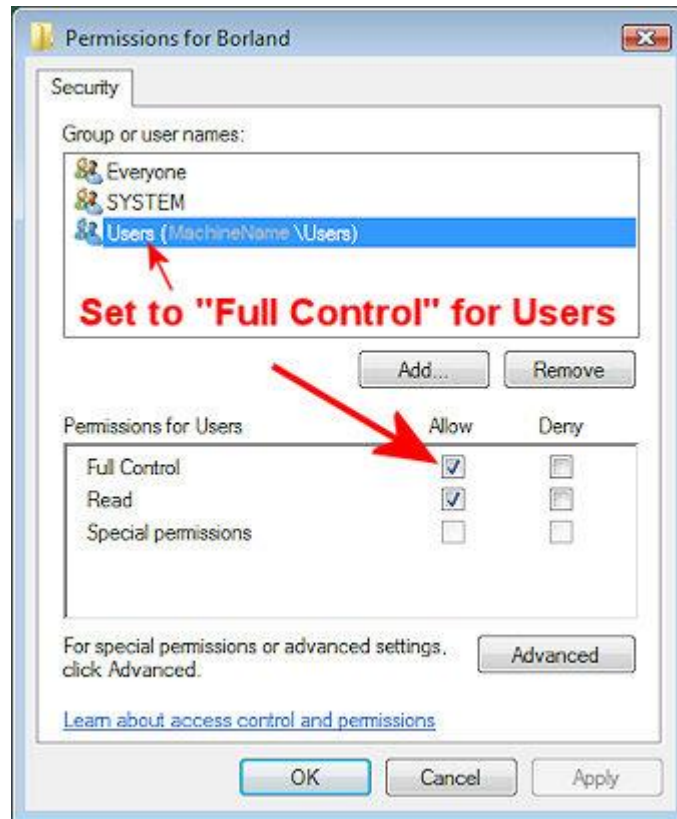 Permissions for Borland
Security
Group or user names:
Everyone
SYSTEM
Users (MachineName \Users)
Set to "Full Control" for Users
Add... Remove
Permissions for Users Allow Deny
Full Control
Read
Special permissions
For special permissions or advanced settings,
click Advanced.
Advanced
Learn about access control and permissions
OK Cancel Apply